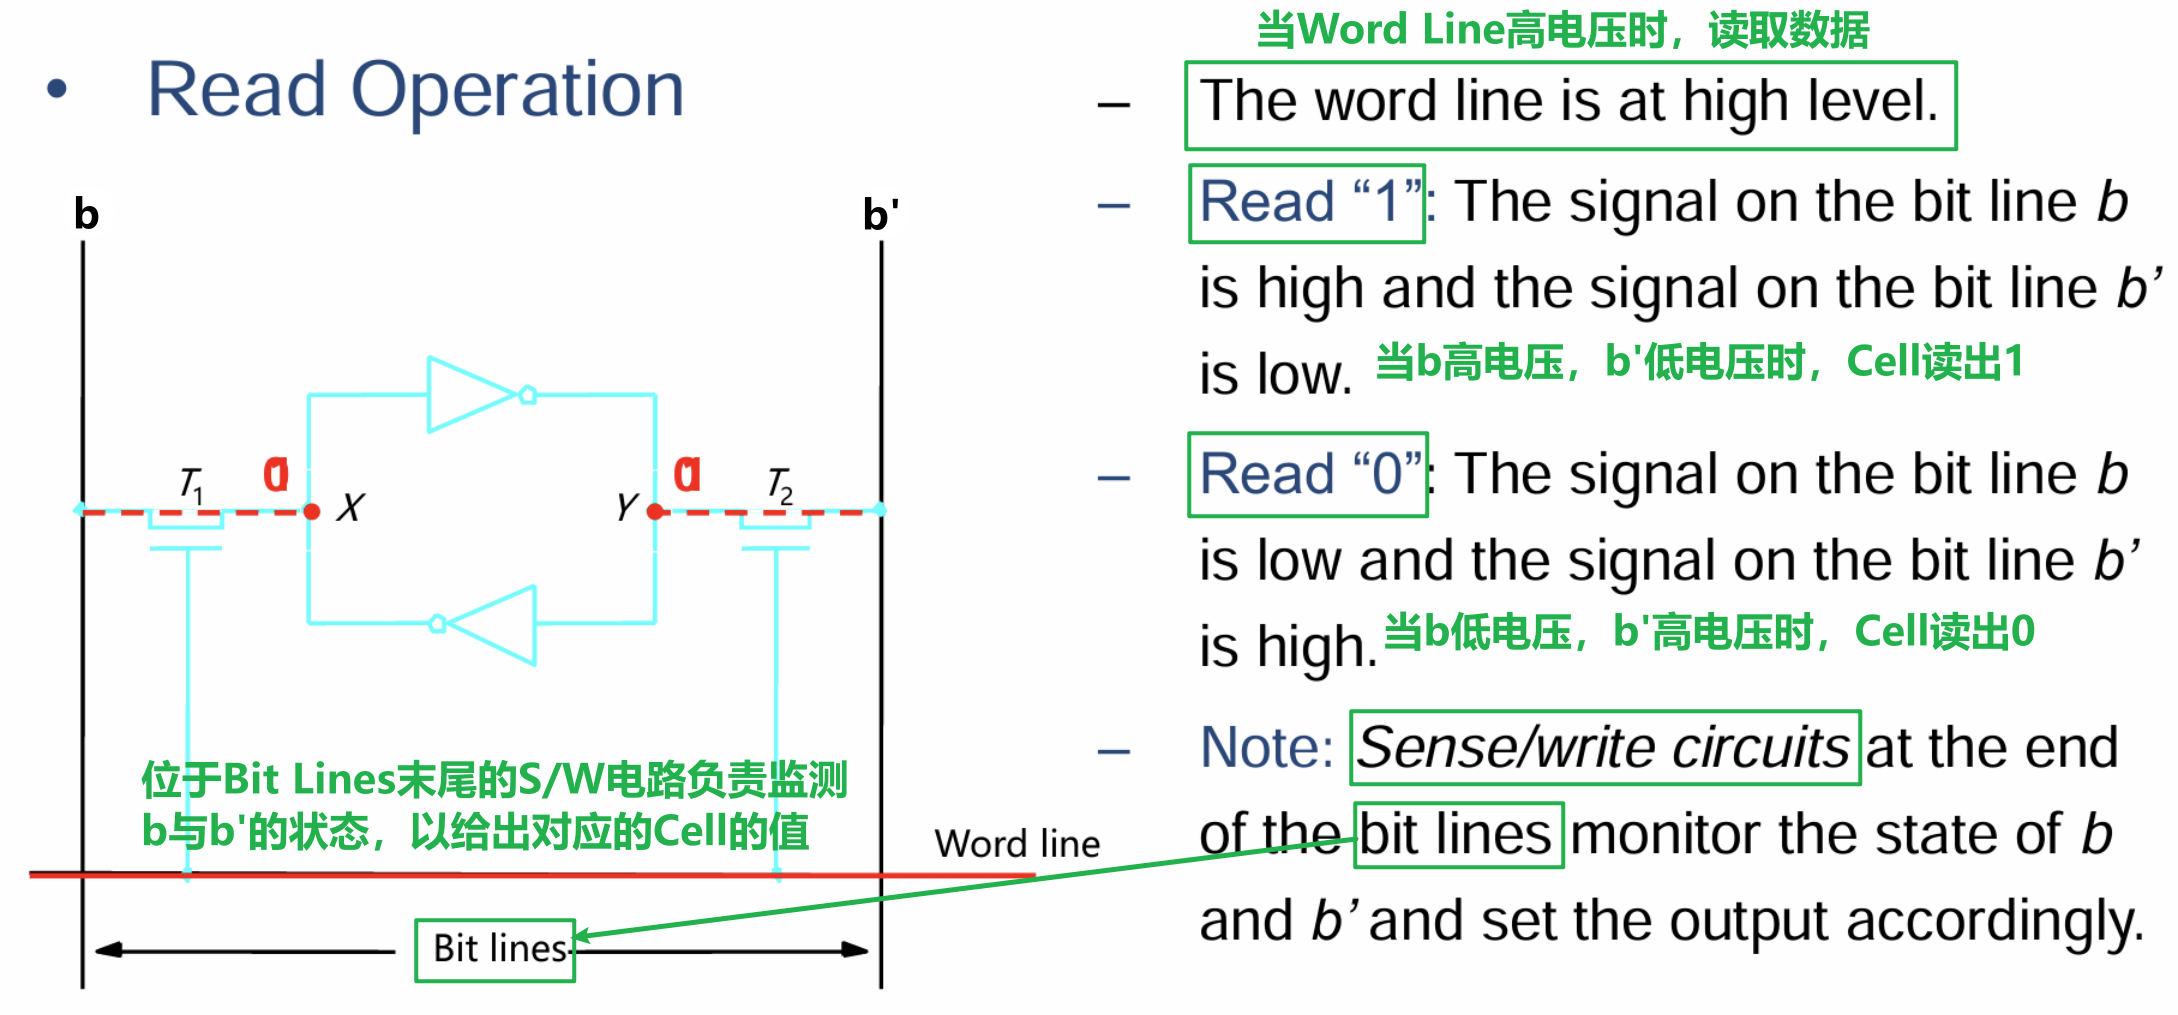 • Read Operation
当Word Line高电压时，读取数据
– The word line is at high level.
– Read “1”: The signal on the bit line b
is high and the signal on the bit line b’
is low. 当b高电压，b'低电压时，Cell读出1
– Read “0”: The signal on the bit line b
is low and the signal on the bit line b’
is high. 当b低电压，b'高电压时，Cell读出0
– Note: Sense/write circuits at the end
of the bit lines monitor the state of b
and b’ and set the output accordingly.
b
b'
T1
X
Y
T2
位于Bit Lines末尾的S/W电路负责监测
b与b'的状态，以给出对应的Cell的值
Word line
Bit lines